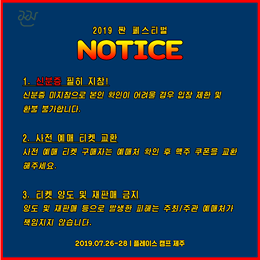 2019 짠 페스티벌
NOTICE
1. 신분증 필히 지참!
신분증 미지참으로 본인 확인이 어려울 경우 입장 제한 및
환불 불가합니다.
2. 사전 예매 티켓 교환
사전 예매 티켓 구매자는 예매처 확인 후 맥주 쿠폰을 교환
해주세요.
3. 티켓 양도 및 재판매 금지
양도 및 재판매 등으로 발생한 피해는 주최/주관 예매처가
책임지지 않습니다.
2019.07.26-28 | 플레이스 캠프 제주